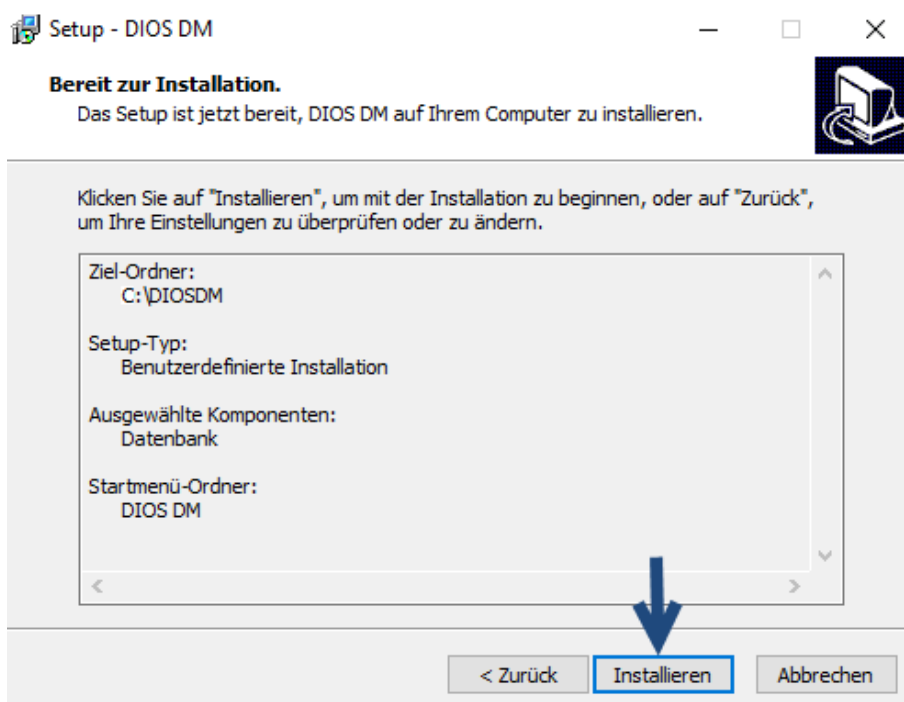 Setup - DIOS DM
Bereit zur Installation.
Das Setup ist jetzt bereit, DIOS DM auf Ihrem Computer zu installieren.
Klicken Sie auf "Installieren", um mit der Installation zu beginnen, oder auf "Zurück",
um Ihre Einstellungen zu überprüfen oder zu ändern.
Ziel-Ordner:
C:\DIOSDM
Setup-Typ:
Benutzerdefinierte Installation
Ausgewählte Komponenten:
Datenbank
Startmenü-Ordner:
DIOS DM
< Zurück
Installieren
Abbrechen